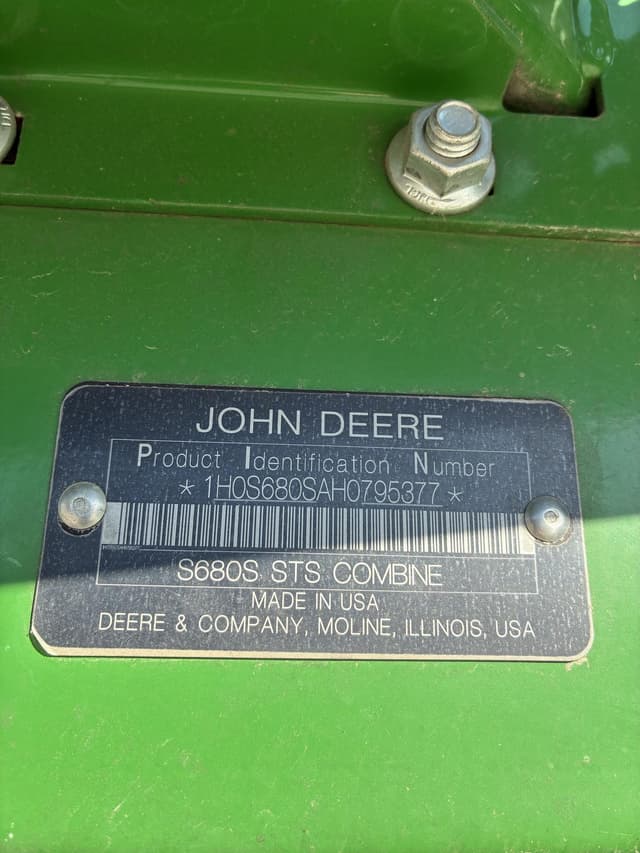 JOHN DEERE
Product Identification Number
* 1H0S680SAH0795377 *
S680S STS COMBINE
MADE IN USA
DEERE & COMPANY, MOLINE, ILLINOIS, USA